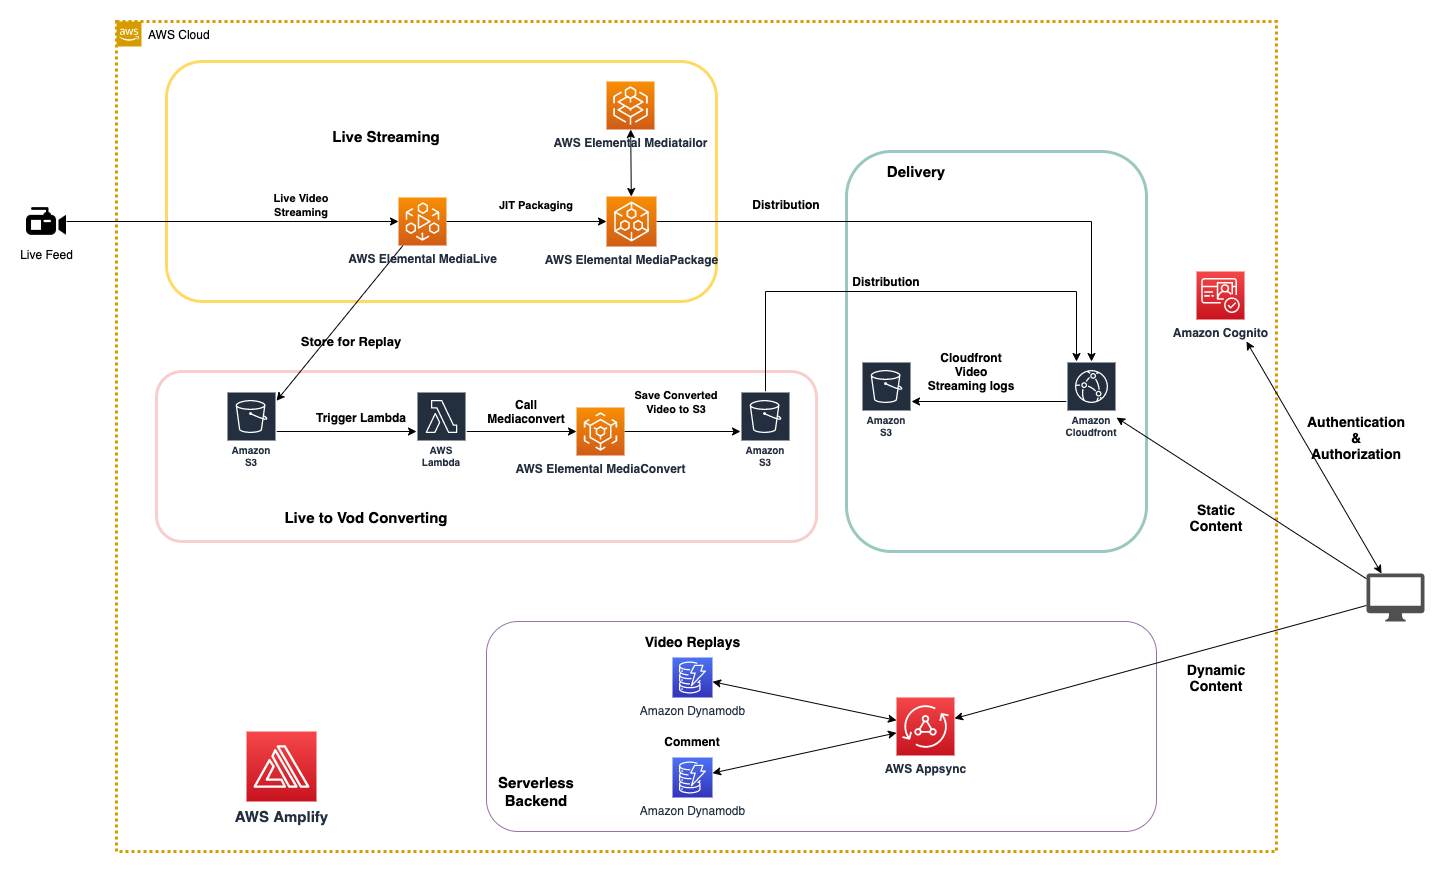 aws
AWS Cloud
Live Streaming
AWS Elemental Mediatailor
Live Video
Streaming
JIT Packaging
Distribution
Live Feed
AWS Elemental MediaLive
AWS Elemental MediaPackage
Delivery
Distribution
Amazon Cognito
Store for Replay
Cloudfront
Video
Streaming logs
Amazon
S3
Amazon
Cloudfront
Trigger Lambda
Call
Mediaconvert
Save Converted
Video to S3
Amazon
S3
AWS
Lambda
AWS Elemental MediaConvert
Amazon
S3
Live to Vod Converting
Authentication
&
Authorization
Static
Content
Dynamic
Content
Video Replays
Amazon Dynamodb
Comment
Amazon Dynamodb
AWS Appsync
Serverless
Backend
AWS Amplify